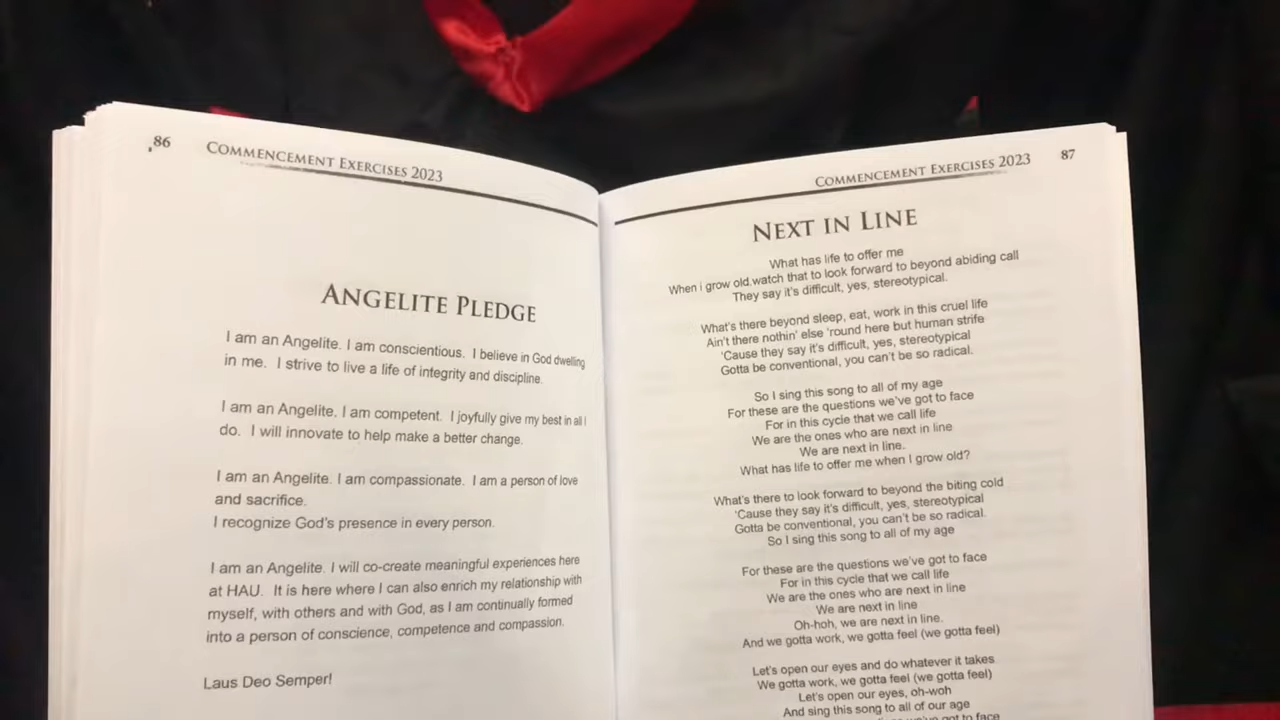 86
COMMENCEMENT EXERCISES 2023
ANGELITE PLEDGE
I am an Angelite. I am conscientious. I believe in God dwelling
in me. I strive to live a life of integrity and discipline.
I am an Angelite. I am competent. I joyfully give my best in all I
do. I will innovate to help make a better change.
I am an Angelite. I am compassionate. I am a person of love
and sacrifice.
I recognize God's presence in every person.
I am an Angelite. I will co-create meaningful experiences here
at HAU. It is here where I can also enrich my relationship with
myself, with others and with God, as I am continually formed
into a person of conscience, competence and compassion.
Laus Deo Semper!
COMMENCEMENT EXERCISES 2023
87
NEXT IN LINE
What has life to offer me
When i grow old.watch that to look forward to beyond abiding call
They say it's difficult, yes, stereotypical.
What's there beyond sleep, eat, work in this cruel life
Ain't there nothin' else 'round here but human strife
'Cause they say it's difficult, yes, stereotypical
Gotta be conventional, you can't be so radical.
So I sing this song to all of my age
For these are the questions we've got to face
For in this cycle that we call life
We are the ones who are next in line
We are next in line.
What has life to offer me when I grow old?
What's there to look forward to beyond the biting cold
'Cause they say it's difficult, yes, stereotypical
Gotta be conventional, you can't be so radical.
So I sing this song to all of my age
For these are the questions we've got to face
For in this cycle that we call life
We are the ones who are next in line
We are next in line
Oh-hoh, we are next in line.
And we gotta work, we gotta feel (we gotta feel)
Let's open our eyes and do whatever it takes
We gotta work, we gotta feel (we gotta feel)
Let's open our eyes, oh-woh
And sing this song to all of our age
we've got to face